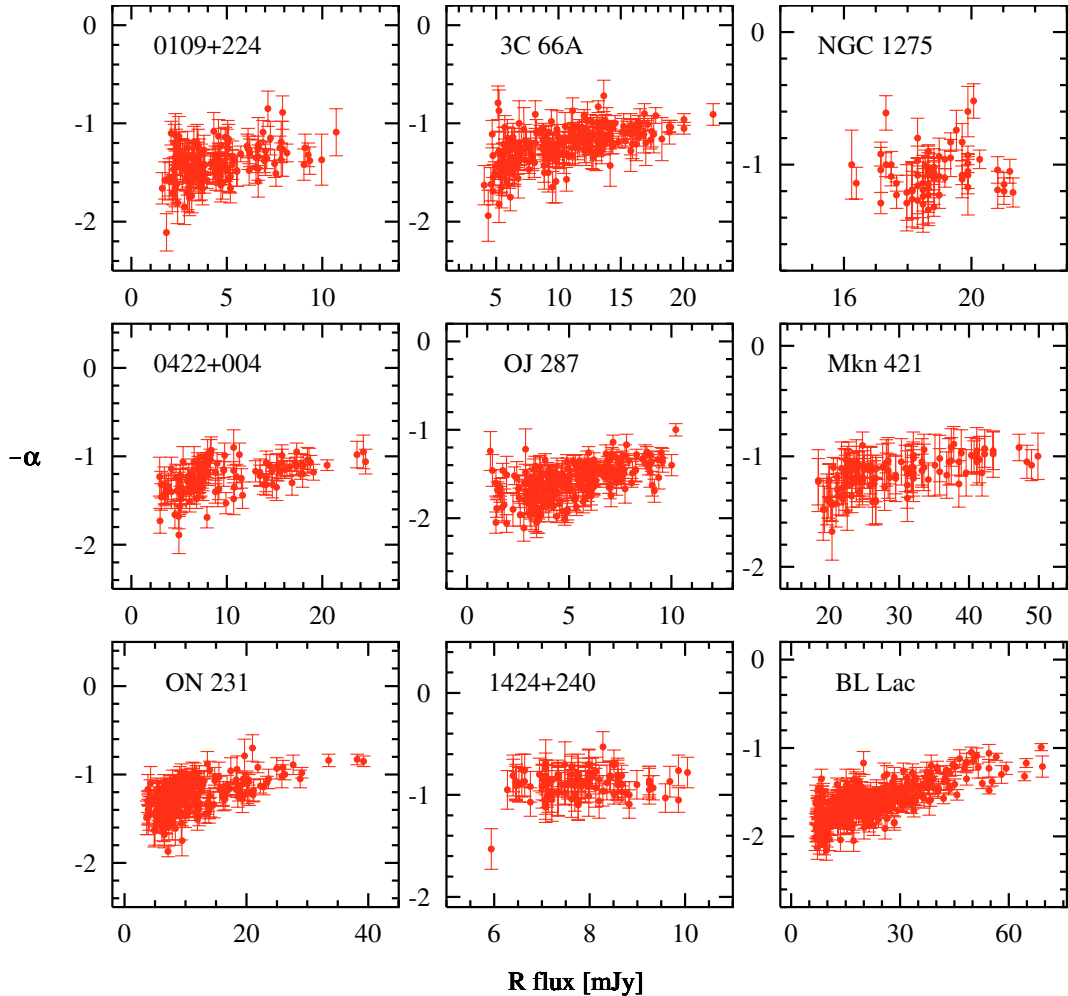 0109+224
3C 66A
NGC 1275
0
-1
-2
0
-1
-2
0
-1
0 5 10
5 10 15 20
16 20
0422+004
OJ 287
Mkn 421
-α
0
-1
-2
0
-1
-2
0
-1
-2
0 10 20
0 5 10
20 30 40 50
ON 231
1424+240
BL Lac
0
-1
-2
0
-1
-2
0
-1
-2
0 20 40
6 8 10
0 30 60
R flux [mJy]